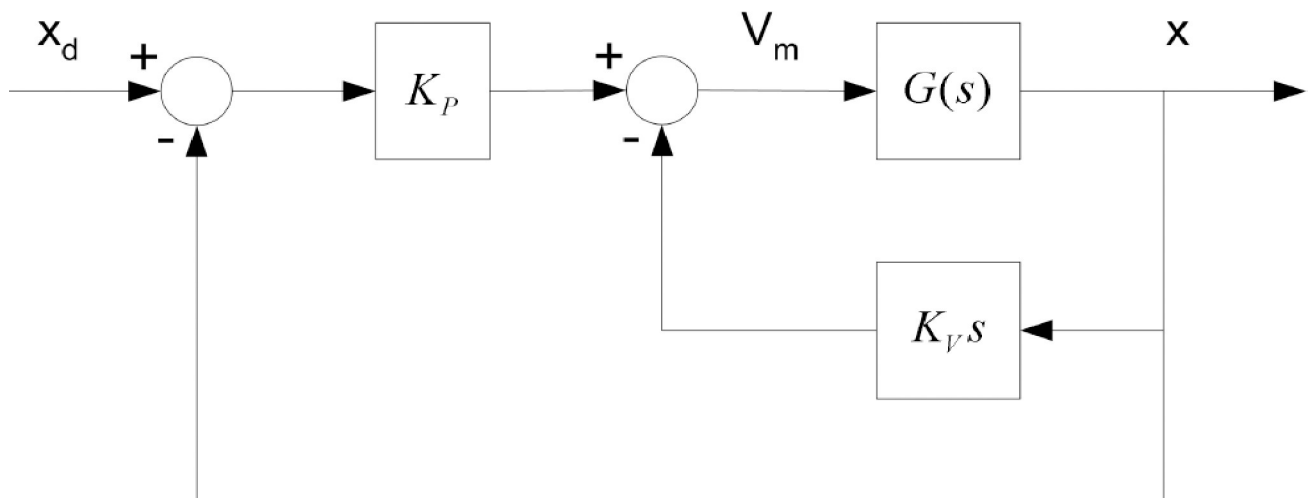 x_d V_m x
+ K_P + G(s)
- -
K_V s